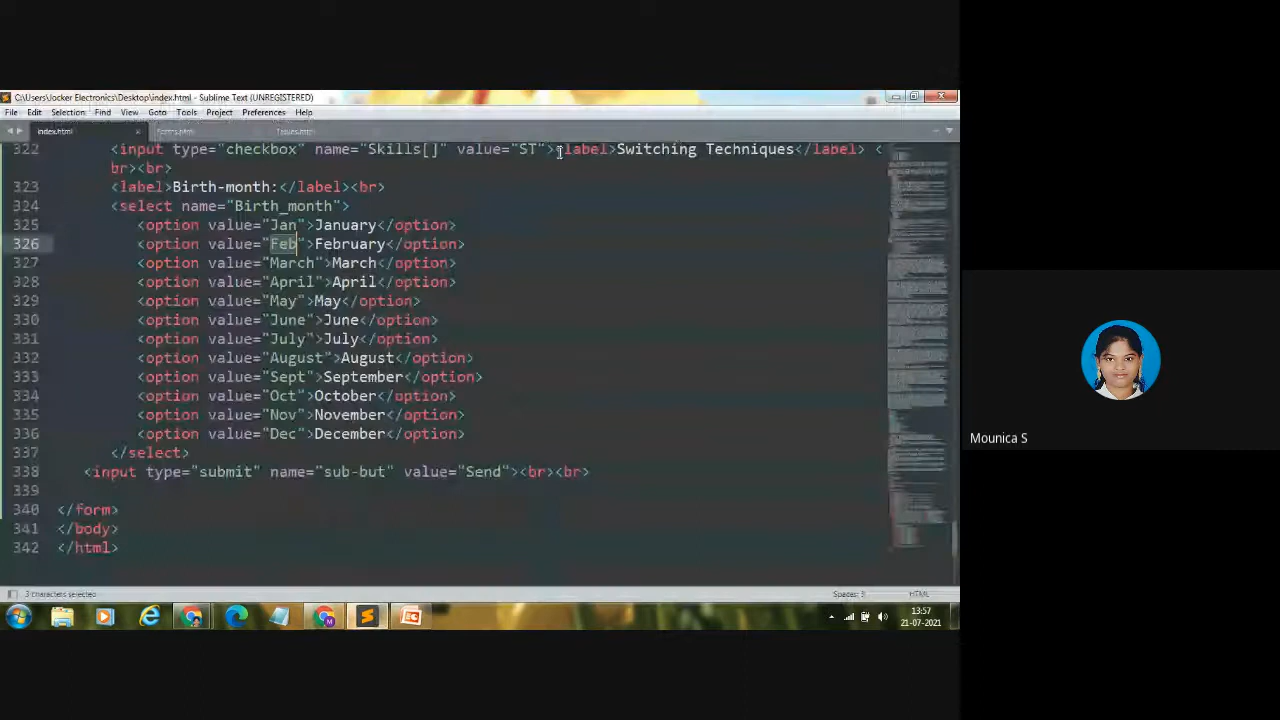 C:\Users\Jocker Electronics\Desktop\index.html - Sublime Text (UNREGISTERED)
File Edit Selection Find View Goto Tools Project Preferences Help
index.html
322 <input type="checkbox" name="Skills[]" value="ST"><label>Switching Techniques</label> <
br><br>
323 <label>Birth-month:</label><br>
324 <select name="Birth_month">
325 <option value="Jan">January</option>
326 <option value="Feb">February</option>
327 <option value="March">March</option>
328 <option value="April">April</option>
329 <option value="May">May</option>
330 <option value="June">June</option>
331 <option value="July">July</option>
332 <option value="August">August</option>
333 <option value="Sept">September</option>
334 <option value="Oct">October</option>
335 <option value="Nov">November</option>
336 <option value="Dec">December</option>
337 </select>
338 <input type="submit" name="sub-but" value="Send"><br><br>
339
340 </form>
341 </body>
342 </html>
3 characters selected
HTML
13:57
21-07-2021
Mounica S